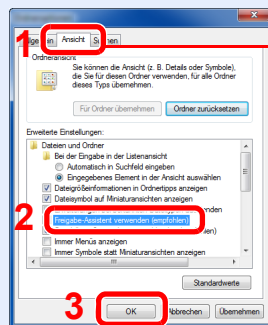 1
Ansicht
Ordneransicht
Sie können die Ansicht (z. B. Details oder Symbole),
die Sie für diesen Ordner verwenden, für alle Ordner
dieses Typs übernehmen.
Für Ordner übernehmen Ordner zurücksetzen
Erweiterte Einstellungen:
Dateien und Ordner
Bei der Eingabe in der Listenansicht
Automatisch in Suchfeld eingeben
Eingegebenes Element in der Ansicht auswählen
Dateigrößeinformationen in Ordnertipps anzeigen
Dateisymbol auf Miniaturansichten anzeigen
2 Freigabe-Assistent verwenden (empfohlen)
Immer Menüs anzeigen
Immer Symbole statt Miniaturansichten anzeigen
Standardwerte
3 OK Abbrechen Übernehmen